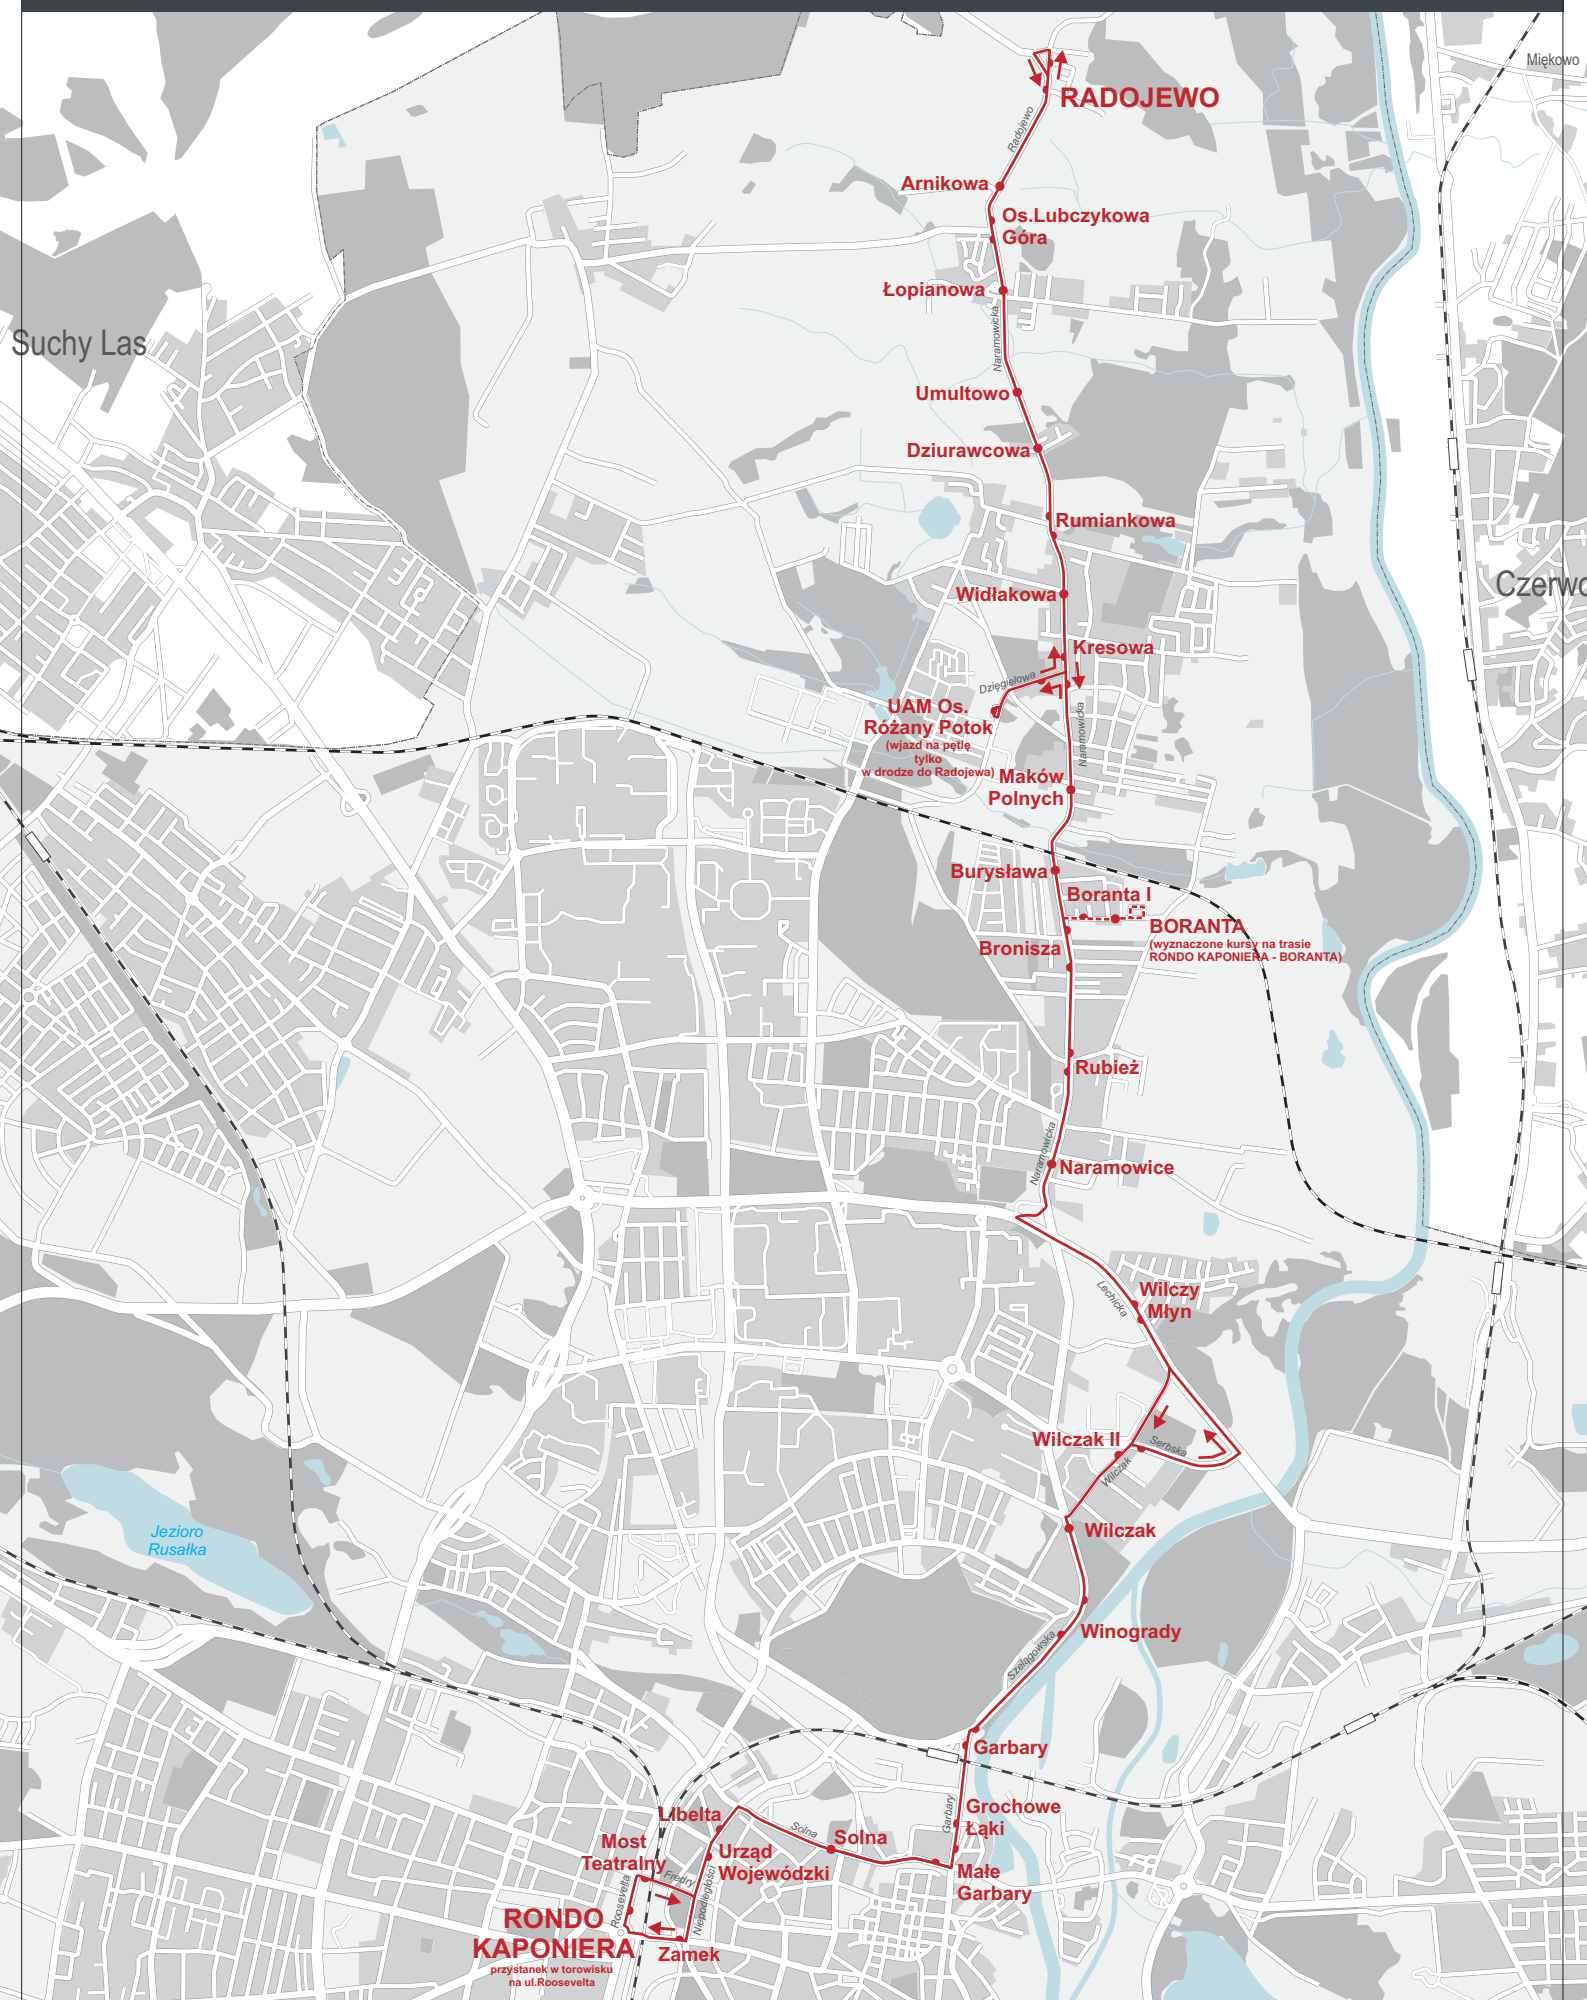 Miękowo
RADOJEWO
Radojewo
Arnikowa
Os.Lubczykowa
Góra
Łopianowa
Naramowicka
Suchy Las
Umultowo
Dziurawcowa
Rumiankowa
Czerwo
Widłakowa
Kresowa
Dzięgielowa
UAM Os.
Różany Potok
(wjazd na pętlę
tylko
w drodze do Radojewa)
Naramowicka
Maków
Polnych
Burysława
Boranta I
BORANTA
(wyznaczone kursy na trasie
RONDO KAPONIERA - BORANTA)
Bronisza
Rubież
Naramowicka
Naramowice
Lechicka
Wilczy
Młyn
Wilczak II
Serbska
Wilczak
Wilczak
Jezioro
Rusałka
Winogrady
Szelągowska
Garbary
Garbary
Grochowe
Łąki
Libelta
Solna
Solna
Most
Teatralny
Urząd
Wojewódzki
Fredry
Małe
Garbary
Roosevelta
Niepodległości
RONDO
KAPONIERA
przystanek w torowisku
na ul.Roosevelta
Zamek